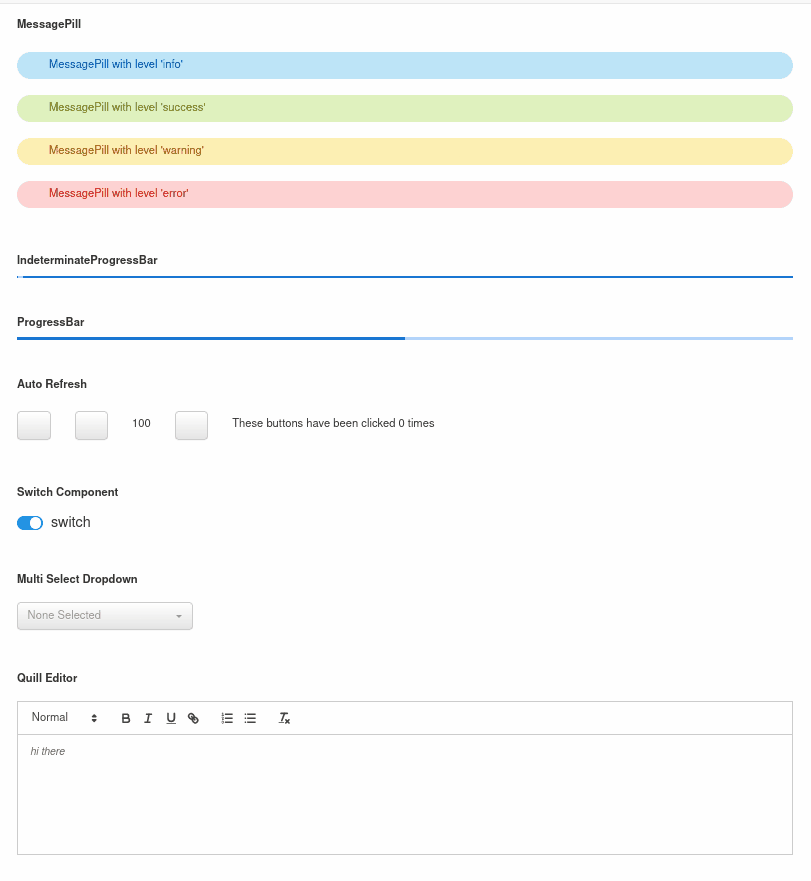 MessagePill
MessagePill with level 'info'
MessagePill with level 'success'
MessagePill with level 'warning'
MessagePill with level 'error'
IndeterminateProgressBar
ProgressBar
Auto Refresh
100 These buttons have been clicked 0 times
Switch Component
switch
Multi Select Dropdown
None Selected
Quill Editor
Normal B I U
hi there